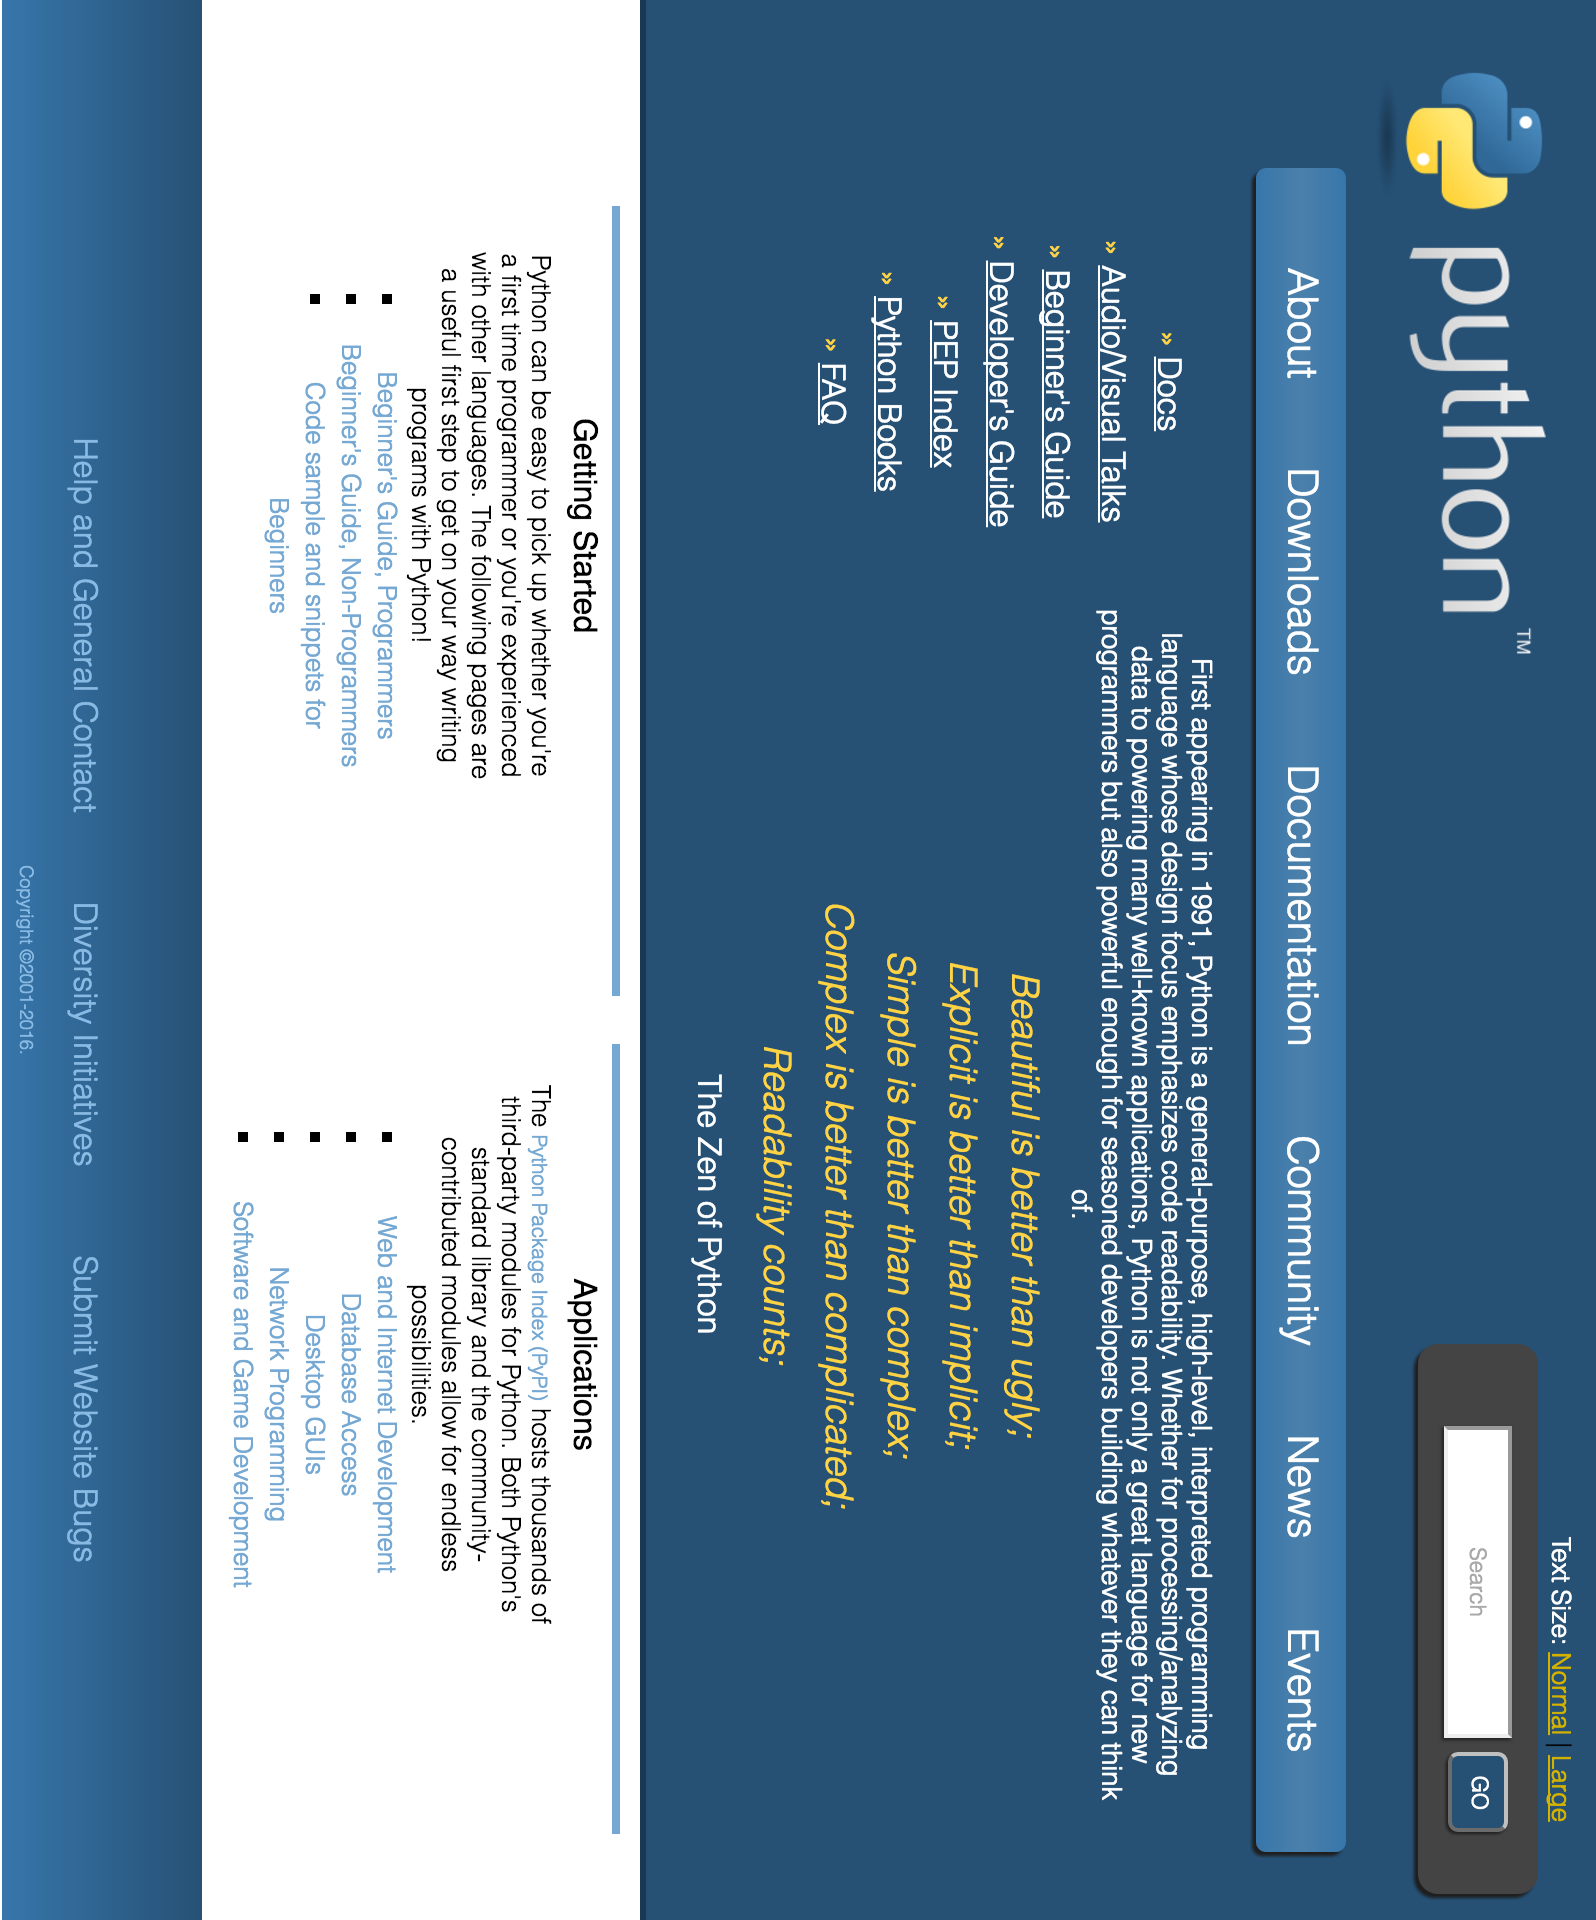 Text Size: Normal | Large
python
TM
Search
GO
About Downloads Documentation Community News Events
» Docs
» Audio/Visual Talks
» Beginner's Guide
» Developer's Guide
» PEP Index
» Python Books
» FAQ
First appearing in 1991, Python is a general-purpose, high-level, interpreted programming
language whose design focus emphasizes code readability. Whether for processing/analyzing
data to powering many well-known applications, Python is not only a great language for new
programmers but also powerful enough for seasoned developers building whatever they can think
of.
Beautiful is better than ugly;
Explicit is better than implicit;
Simple is better than complex;
Complex is better than complicated;
Readability counts;
The Zen of Python
Getting Started
Python can be easy to pick up whether you're
a first time programmer or you're experienced
with other languages. The following pages are
a useful first step to get on your way writing
programs with Python!
Beginner's Guide, Programmers
Beginner's Guide, Non-Programmers
Code sample and snippets for
Beginners
Applications
The Python Package Index (PyPI) hosts thousands of
third-party modules for Python. Both Python's
standard library and the community-
contributed modules allow for endless
possibilities.
Web and Internet Development
Database Access
Desktop GUIs
Network Programming
Software and Game Development
Help and General Contact Diversity Initiatives Submit Website Bugs
Copyright ©2001-2016.